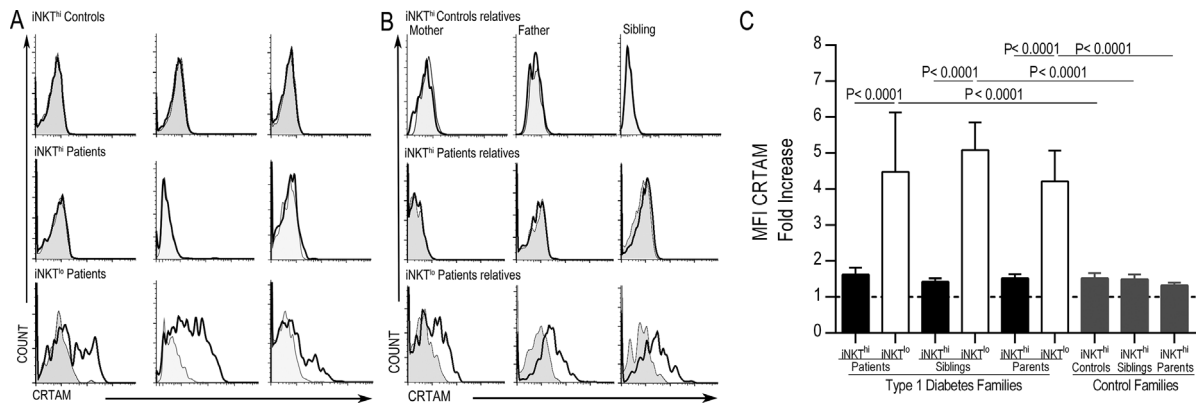 A
iNKThi Controls
iNKThi Patients
iNKTlo Patients
COUNT
CRTAM
B
iNKThi Controls relatives
Mother Father Sibling
iNKThi Patients relatives
iNKTlo Patients relatives
COUNT
CRTAM
C
MFI CRTAM
Fold Increase
8
7
6
5
4
3
2
1
0
P< 0.0001 P< 0.0001
P< 0.0001 P< 0.0001
P< 0.0001 P< 0.0001
iNKThi iNKTlo iNKThi iNKTlo iNKThi iNKTlo iNKThi iNKThi iNKThi
Patients Siblings Parents Controls Siblings Parents
Type 1 Diabetes Families Control Families